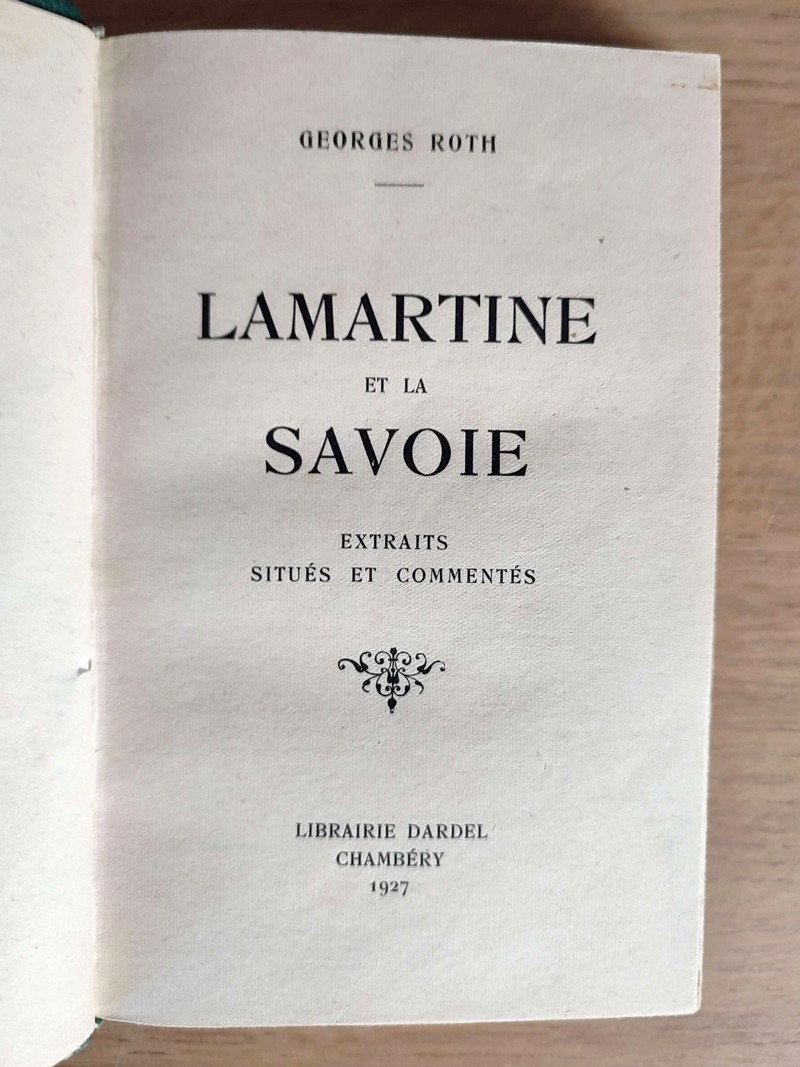 GEORGES ROTH
LAMARTINE
ET LA
SAVOIE
EXTRAITS
SITUÉS ET COMMENTÉS
LIBRAIRIE DARDEL
CHAMBÉRY
1927